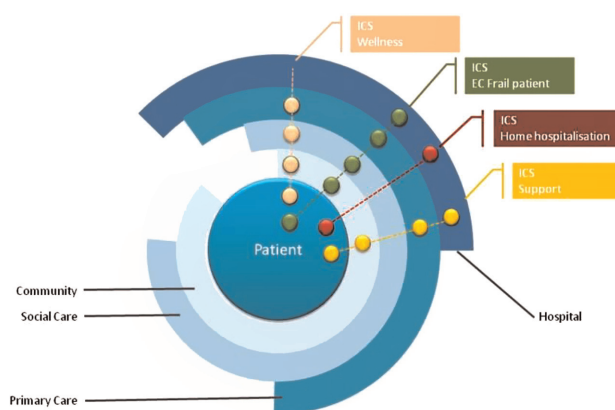 ICS
Wellness
ICS
EC Frail patient
ICS
Home hospitalisation
ICS
Support
Patient
Community
Social Care
Hospital
Primary Care